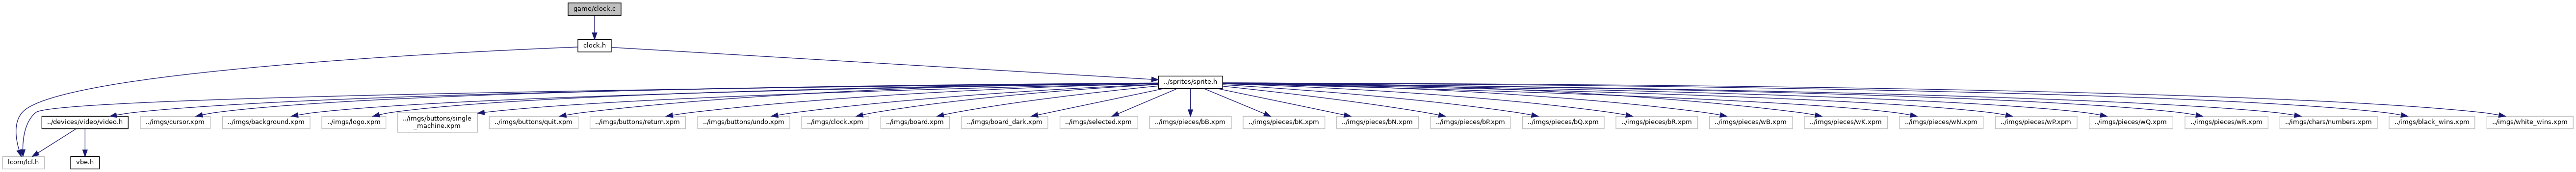 game/clock.c
clock.h
../sprites/sprite.h
../devices/video/video.h
../imgs/cursor.xpm
../imgs/background.xpm
../imgs/logo.xpm
../imgs/buttons/single
_machine.xpm
../imgs/buttons/quit.xpm
../imgs/buttons/return.xpm
../imgs/buttons/undo.xpm
../imgs/clock.xpm
../imgs/board.xpm
../imgs/board_dark.xpm
../imgs/selected.xpm
../imgs/pieces/bB.xpm
../imgs/pieces/bK.xpm
../imgs/pieces/bN.xpm
../imgs/pieces/bP.xpm
../imgs/pieces/bQ.xpm
../imgs/pieces/bR.xpm
../imgs/pieces/wB.xpm
../imgs/pieces/wK.xpm
../imgs/pieces/wN.xpm
../imgs/pieces/wP.xpm
../imgs/pieces/wQ.xpm
../imgs/pieces/wR.xpm
../imgs/chars/numbers.xpm
../imgs/black_wins.xpm
../imgs/white_wins.xpm
lcom/lcf.h
vbe.h